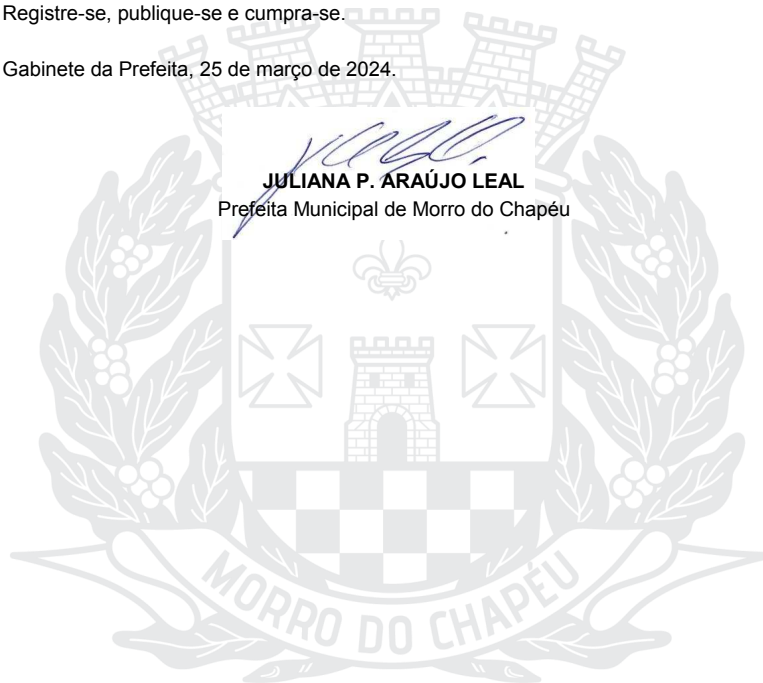 Registre-se, publique-se e cumpra-se.
Gabinete da Prefeita, 25 de março de 2024.
JULIANA P. ARAÚJO LEAL
Prefeita Municipal de Morro do Chapéu
MORRO DO CHAPÉU